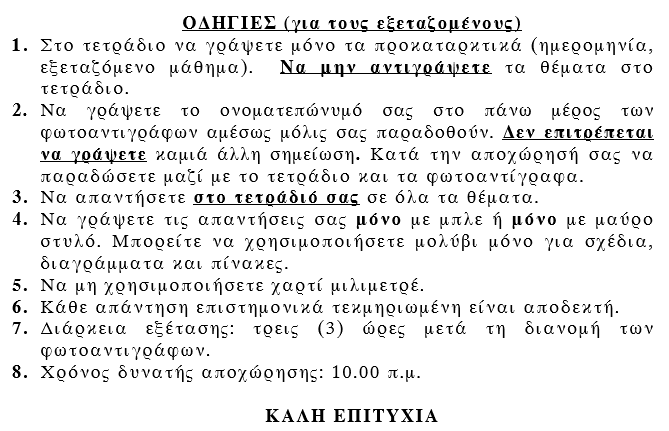 ΟΔΗΓΙΕΣ (για τους εξεταζομένους)
1. Στο τετράδιο να γράψετε μόνο τα προκαταρκτικά (ημερομηνία,
εξεταζόμενο μάθημα). Να μην αντιγράψετε τα θέματα στο
τετράδιο.
2. Να γράψετε το ονοματεπώνυμό σας στο πάνω μέρος των
φωτοαντιγράφων αμέσως μόλις σας παραδοθούν. Δεν επιτρέπεται
να γράψετε καμιά άλλη σημείωση. Κατά την αποχώρησή σας να
παραδώσετε μαζί με το τετράδιο και τα φωτοαντίγραφα.
3. Να απαντήσετε στο τετράδιό σας σε όλα τα θέματα.
4. Να γράψετε τις απαντήσεις σας μόνο με μπλε ή μόνο με μαύρο
στυλό. Μπορείτε να χρησιμοποιήσετε μολύβι μόνο για σχέδια,
διαγράμματα και πίνακες.
5. Να μη χρησιμοποιήσετε χαρτί μιλιμετρέ.
6. Κάθε απάντηση επιστημονικά τεκμηριωμένη είναι αποδεκτή.
7. Διάρκεια εξέτασης: τρεις (3) ώρες μετά τη διανομή των
φωτοαντιγράφων.
8. Χρόνος δυνατής αποχώρησης: 10.00 π.μ.
ΚΑΛΗ ΕΠΙΤΥΧΙΑ